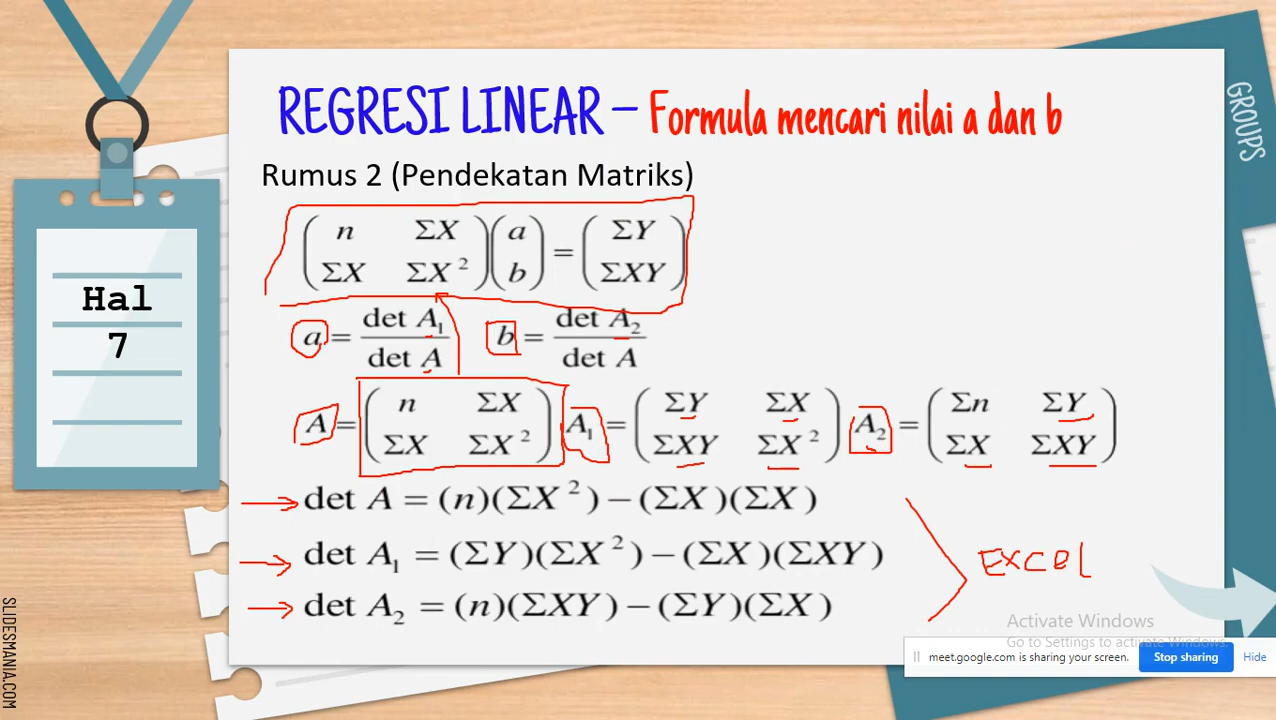 REGRESI LINEAR – Formula mencari nilai a dan b
GROUPS
Rumus 2 (Pendekatan Matriks)
n ΣX a = ΣY
ΣX ΣX² b ΣXY
a = det A₁ / det A b = det A₂ / det A
Hal
7
A = n ΣX A₁ = ΣY ΣX A₂ = Σn ΣY
ΣX ΣX² ΣXY ΣX² ΣX ΣXY
det A = (n)(ΣX²) – (ΣX)(ΣX)
det A₁ = (ΣY)(ΣX²) – (ΣX)(ΣXY)
det A₂ = (n)(ΣXY) – (ΣY)(ΣX)
EXCEL
Activate Windows
Go to Settings to activate Windows.
meet.google.com is sharing your screen. Stop sharing Hide
SLIDESMANIA.COM